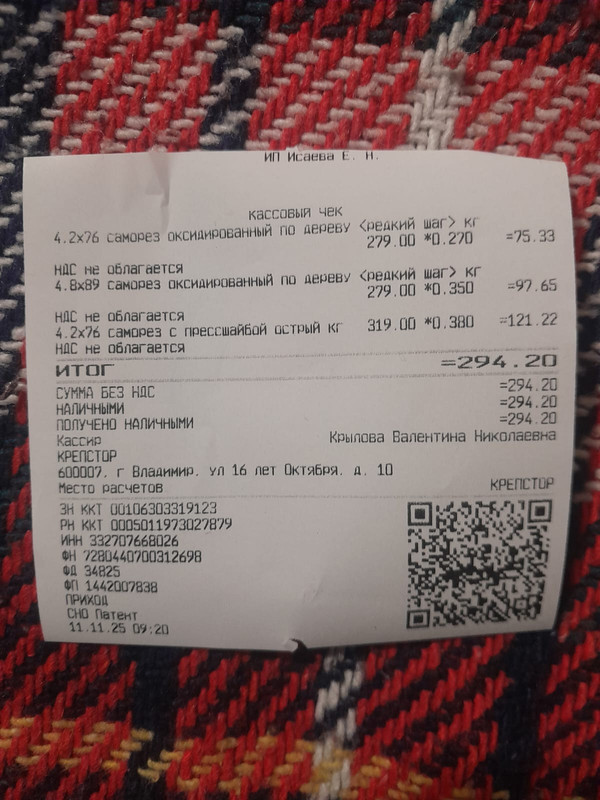 ИП Исаева Е. Н.
КАССОВЫЙ ЧЕК
4.2х76 саморез оксидированный по дереву <редкий шаг> кг
279.00 *0.270 =75.33
НДС не облагается
4.8х89 саморез оксидированный по дереву <редкий шаг> кг
279.00 *0.350 =97.65
НДС не облагается
4.2х76 саморез с прессшайбой острый кг 319.00 *0.380 =121.22
НДС не облагается
ИТОГ =294.20
СУММА БЕЗ НДС =294.20
НАЛИЧНЫМИ =294.20
ПОЛУЧЕНО НАЛИЧНЫМИ =294.20
Кассир Крылова Валентина Николаевна
КРЕПСТОР
600007. г Владимир. ул 16 лет Октября. д. 10
Место расчетов КРЕПСТОР
ЗН ККТ 00106303319123
РН ККТ 0005011973027879
ИНН 332707668026
ФН 7280440700312698
ФД 34825
ФП 1442007838
ПРИХОД
СНО Патент
11.11.25 09:20